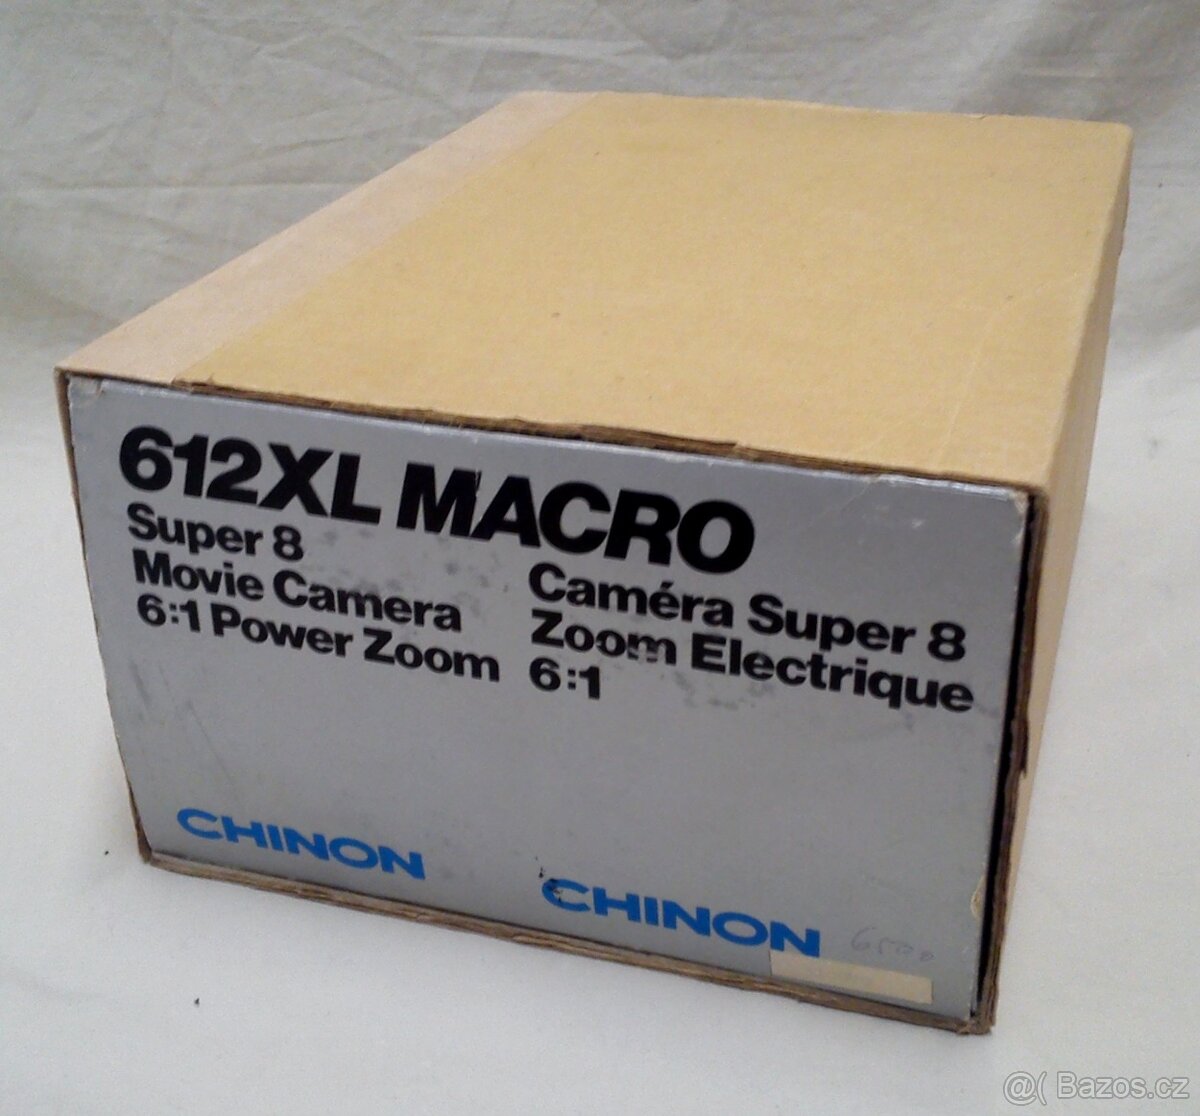 612XL MACRO
Super 8
Movie Camera
6:1 Power Zoom
Caméra Super 8
Zoom Electrique
6:1
CHINON
CHINON
@( Bazos.cz